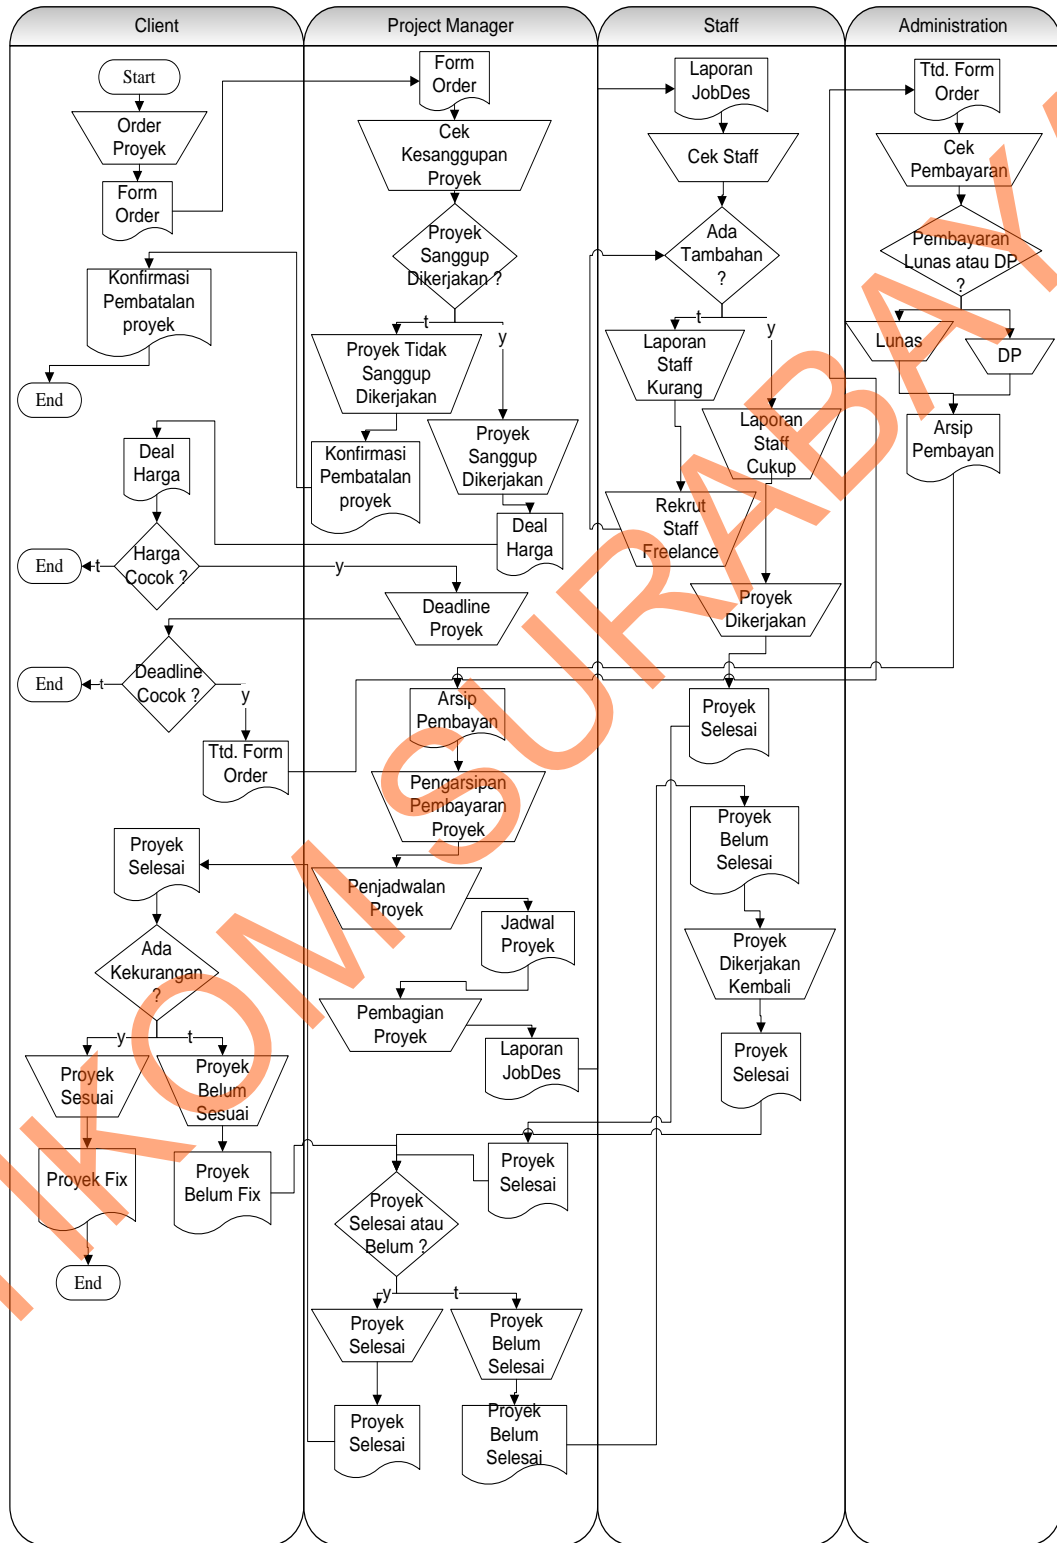 Client
Project Manager
Staff
Administration
Start
Order
Proyek
Form
Order
Konfirmasi
Pembatalan
proyek
End
Deal
Harga
Harga
Cocok ?
End
t
y
Deadline
Cocok ?
End
t
y
Ttd. Form
Order
Proyek
Selesai
Ada
Kekurangan
?
y
t
Proyek
Sesuai
Proyek
Belum
Sesuai
Proyek Fix
Proyek
Belum Fix
End
Form
Order
Cek
Kesanggupan
Proyek
Proyek
Sanggup
Dikerjakan ?
t
y
Proyek Tidak
Sanggup
Dikerjakan
Proyek
Sanggup
Dikerjakan
Konfirmasi
Pembatalan
proyek
Deal
Harga
Deadline
Proyek
Arsip
Pembayan
Pengarsipan
Pembayaran
Proyek
Penjadwalan
Proyek
Jadwal
Proyek
Pembagian
Proyek
Laporan
JobDes
Proyek
Selesai
Proyek
Selesai atau
Belum ?
y
t
Proyek
Selesai
Proyek
Belum
Selesai
Proyek
Selesai
Proyek
Belum
Selesai
Laporan
JobDes
Cek Staff
Ada
Tambahan
?
t
y
Laporan
Staff
Kurang
Laporan
Staff
Cukup
Rekrut
Staff
Freelance
Proyek
Dikerjakan
Proyek
Selesai
Proyek
Belum
Selesai
Proyek
Dikerjakan
Kembali
Proyek
Selesai
Ttd. Form
Order
Cek
Pembayaran
Pembayaran
Lunas atau DP
?
Lunas
DP
Arsip
Pembayan
IKOM SURABAYA